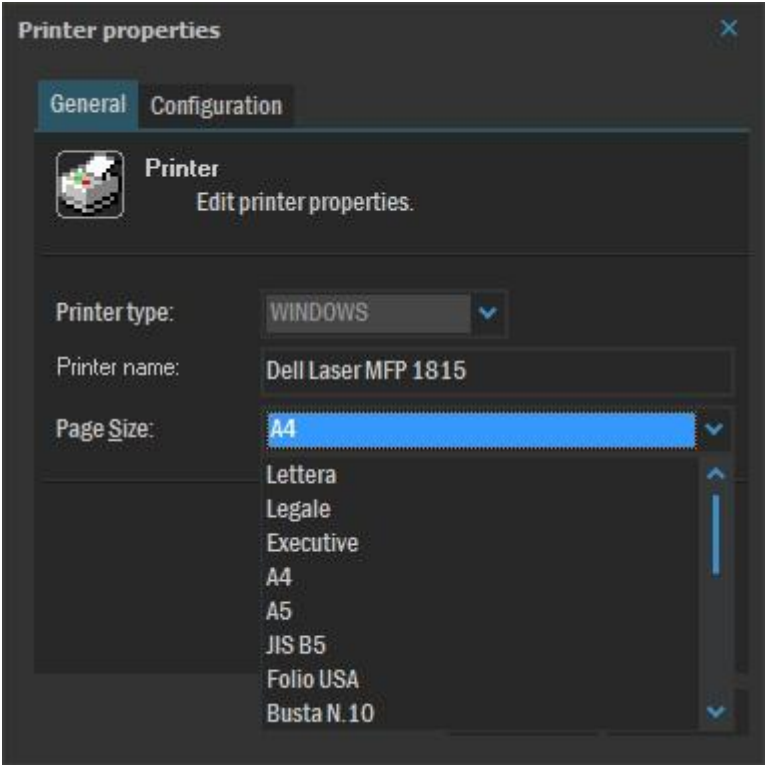 Printer properties
General Configuration
Printer
Edit printer properties.
Printer type: WINDOWS
Printer name: Dell Laser MFP 1815
Page Size: A4
Lettera
Legale
Executive
A4
A5
JIS B5
Folio USA
Busta N.10